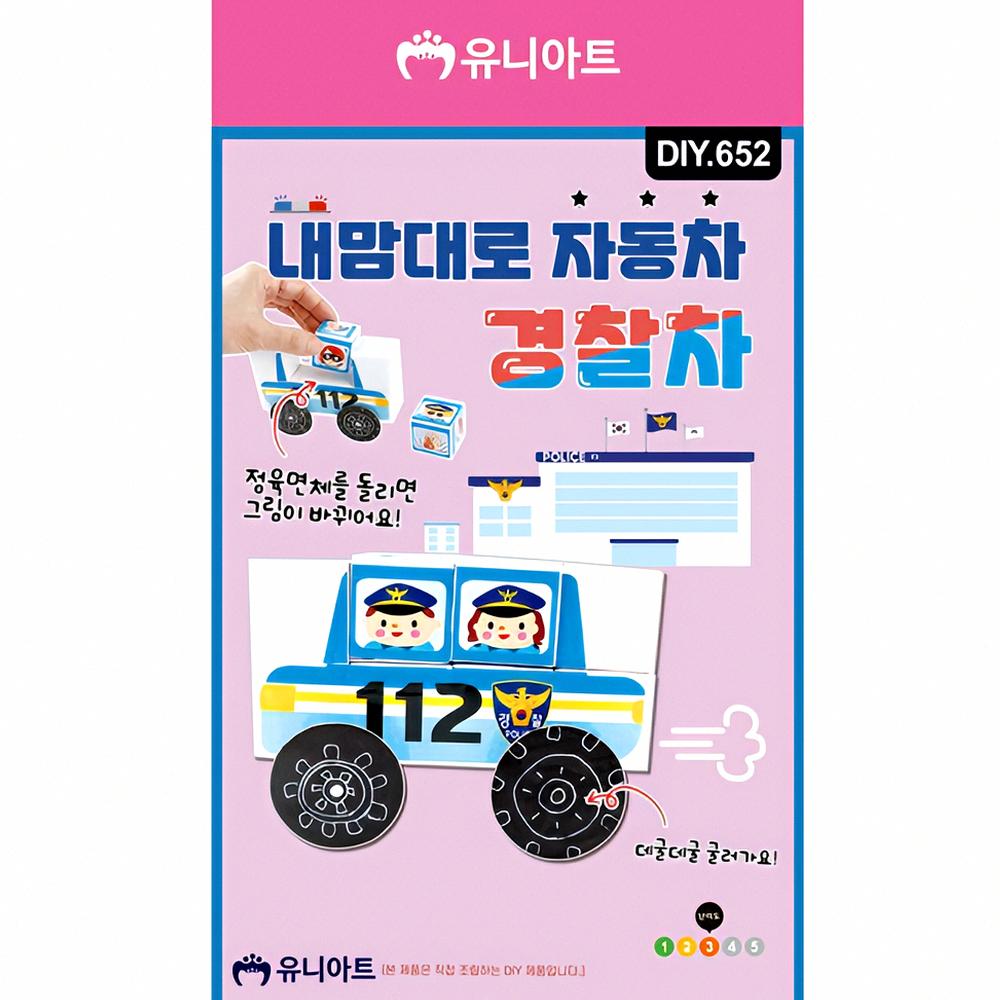 유니아트
DIY.652
내맘대로 자동차
경찰차
112
정육면체를 돌리면
그림이 바뀌어요!
POLICE
112
경찰
데굴데굴 굴러가요!
난이도
1 2 3 4 5
유니아트 [본 제품은 직접 조립하는 DIY 제품입니다.]